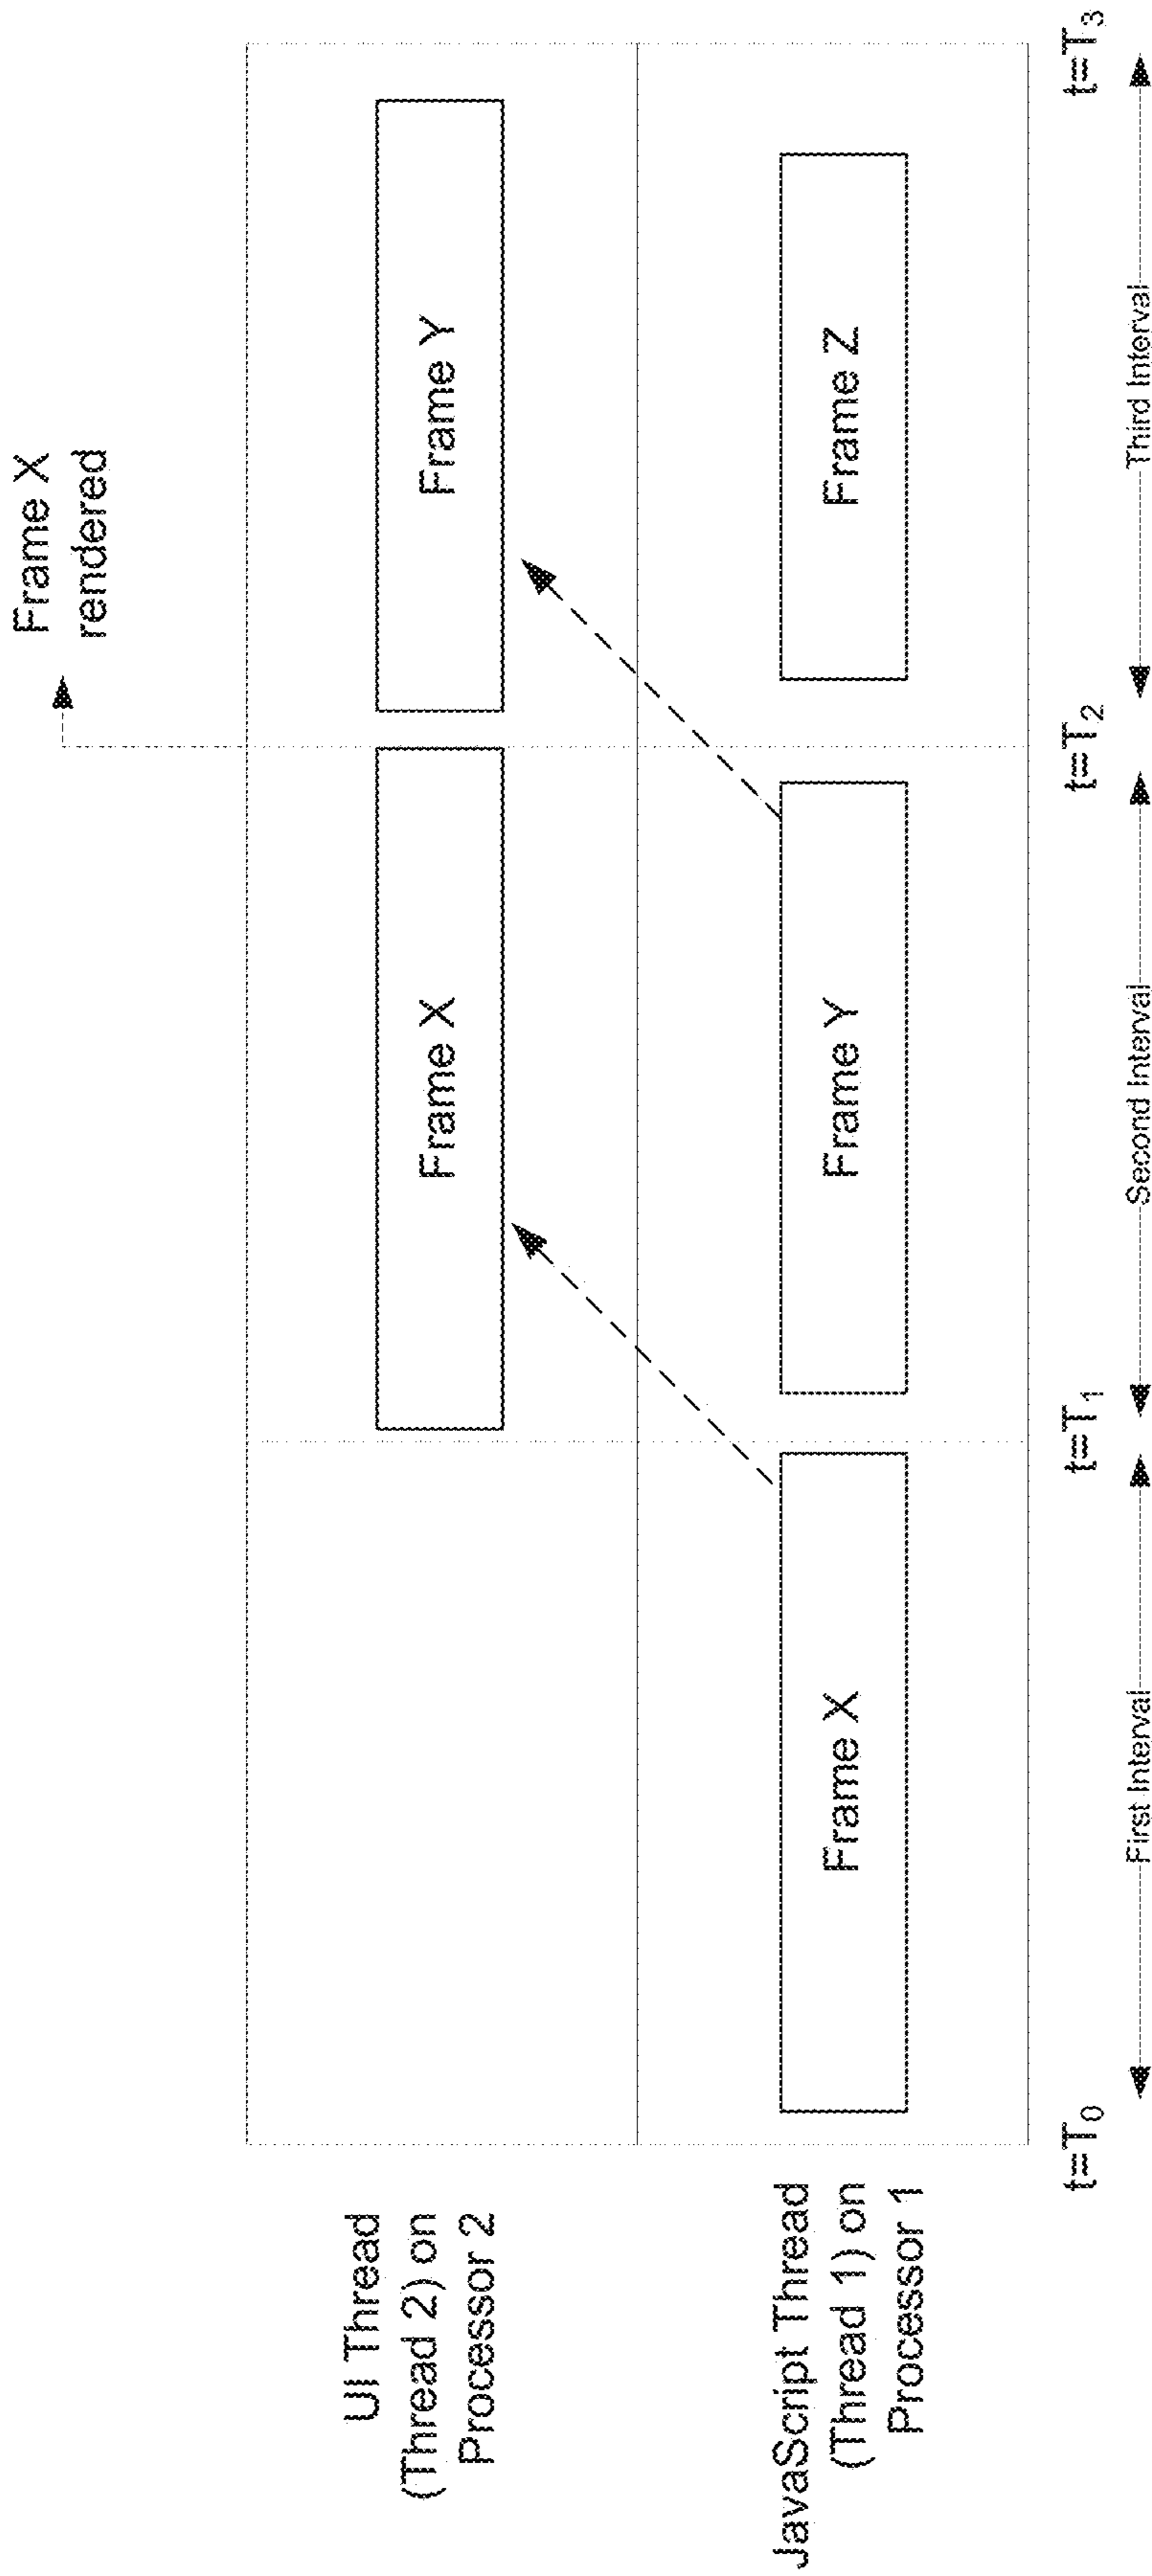 Frame X
rendered
UI Thread
(Thread 2) on
Processor 2
Frame X
Frame Y
JavaScript Thread
(Thread 1) on
Processor 1
Frame X
Frame Y
Frame Z
t=T0
t=T1
t=T2
t=T3
First Interval
Second Interval
Third Interval